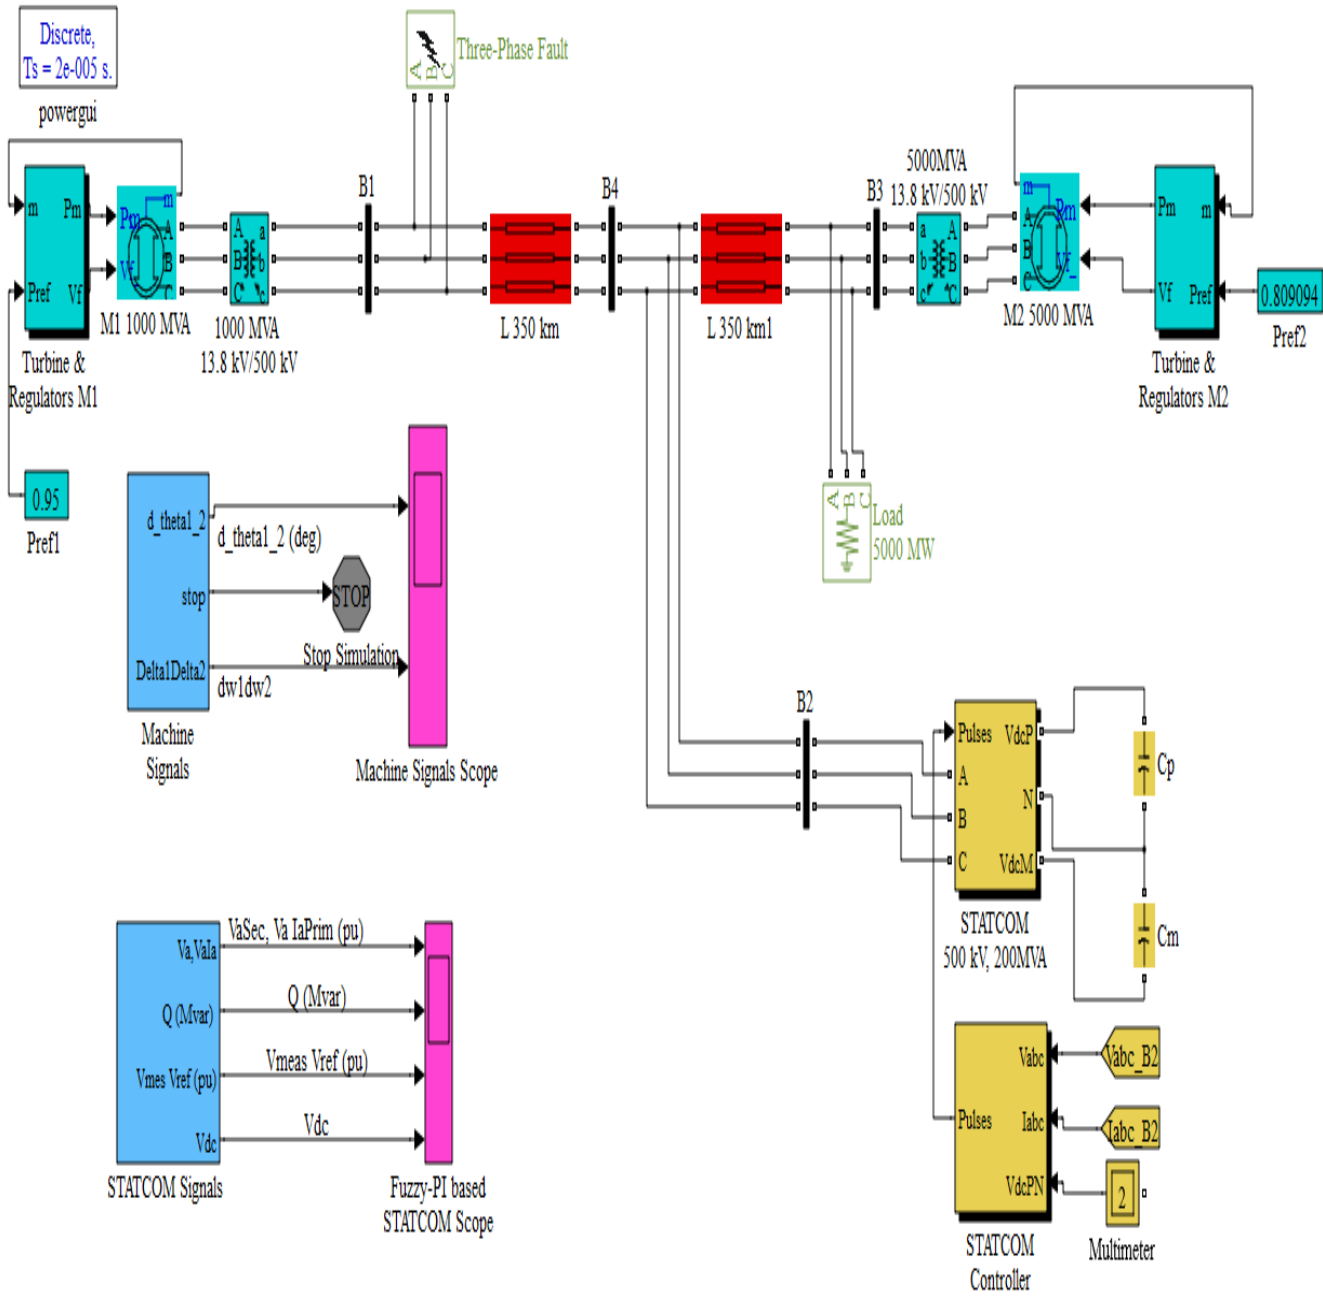 Discrete,
Ts = 2e-005 s.
powergui
A
B
C
Three-Phase Fault
m
Pm
Pref
Vf
Turbine &
Regulators M1
0.95
Pref1
Pm
m
A
B
C
Vf_
M1 1000 MVA
A
B
C
a
b
c
1000 MVA
13.8 kV/500 kV
B1
L 350 km
B4
L 350 km1
B3
5000MVA
13.8 kV/500 kV
a
b
c
A
B
C
m
Pm
A
B
C
Vf_
M2 5000 MVA
Pm
m
Vf
Pref
Turbine &
Regulators M2
0.809094
Pref2
A
B
C
Load
5000 MW
d_theta1_2
stop
Delta1Delta2
Machine
Signals
d_theta1_2 (deg)
STOP
Stop Simulation
dw1dw2
Machine Signals Scope
B2
Pulses
A
B
C
VdcP
N
VdcM
STATCOM
500 kV, 200MVA
Cp
Cm
Va,VaIa
Q (Mvar)
Vmes Vref (pu)
Vdc
STATCOM Signals
VaSec, Va IaPrim (pu)
Q (Mvar)
Vmeas Vref (pu)
Vdc
Fuzzy-PI based
STATCOM Scope
Pulses
Vabc
Iabc
VdcPN
STATCOM
Controller
Vabc_B2
Iabc_B2
2
Multimeter